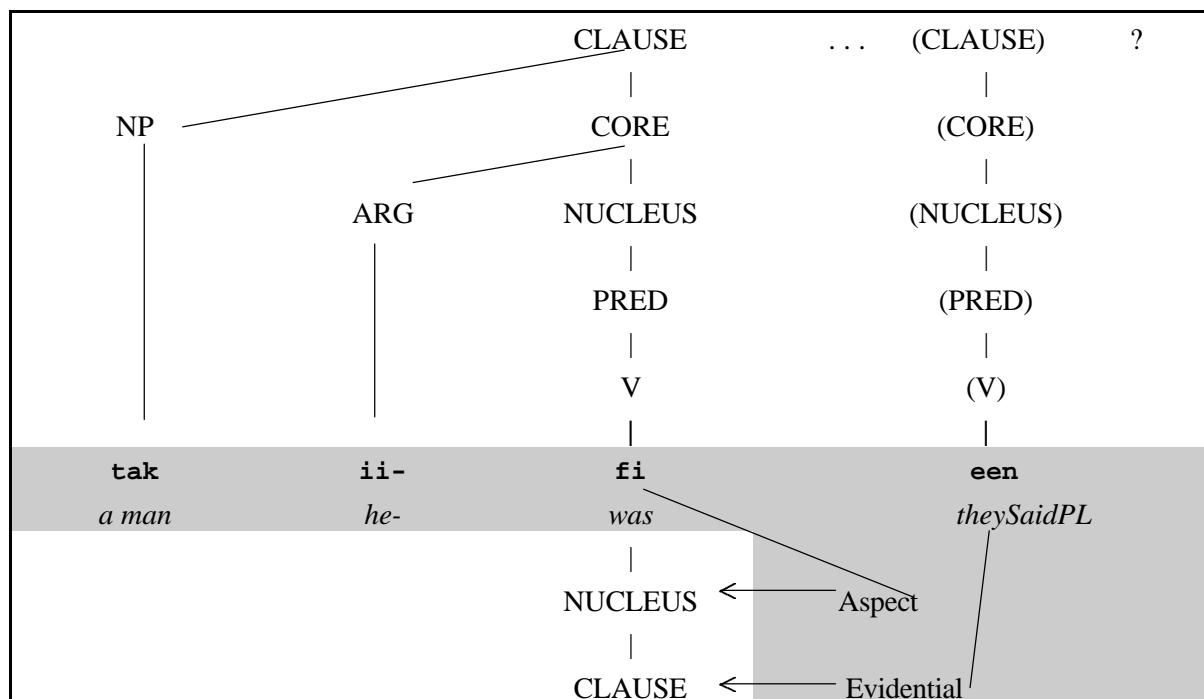 CLAUSE . . . (CLAUSE) ?
NP CORE (CORE)
ARG NUCLEUS (NUCLEUS)
PRED (PRED)
V (V)
tak ii- fi een
a man he- was theySaidPL
NUCLEUS Aspect
CLAUSE Evidential